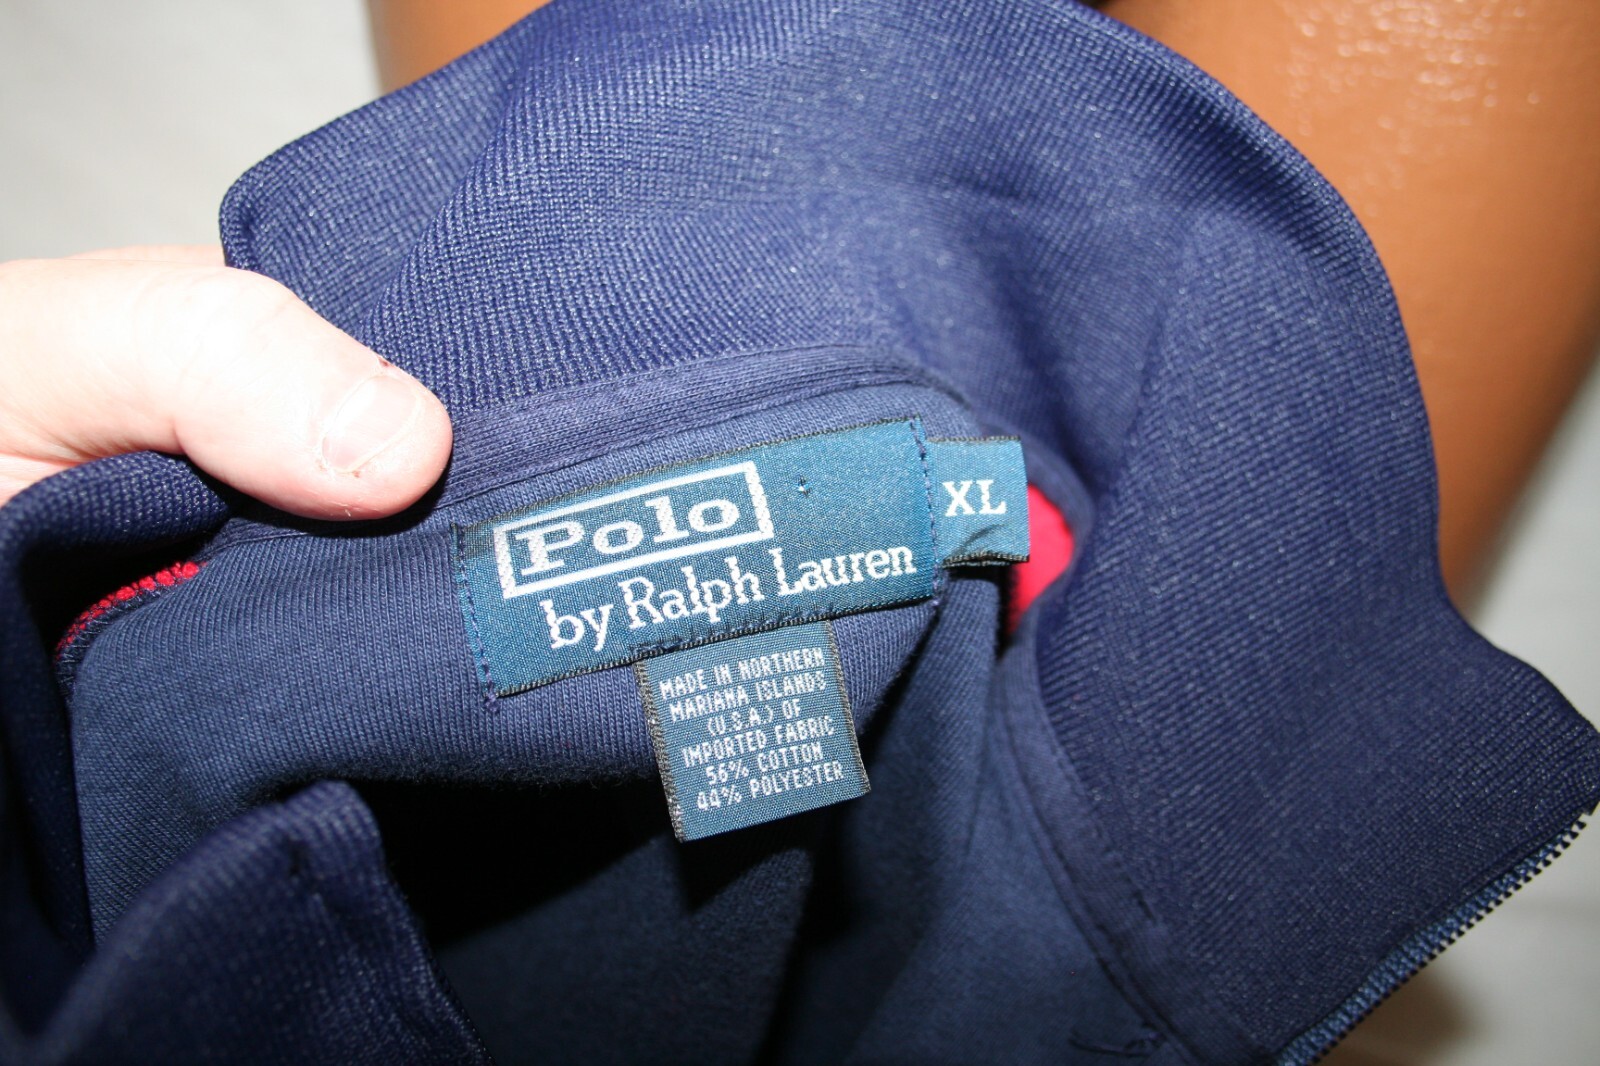 Polo
by Ralph Lauren
XL
MADE IN NORTHERN
MARIANA ISLANDS
(U.S.A.) OF
IMPORTED FABRIC
56% COTTON
44% POLYESTER